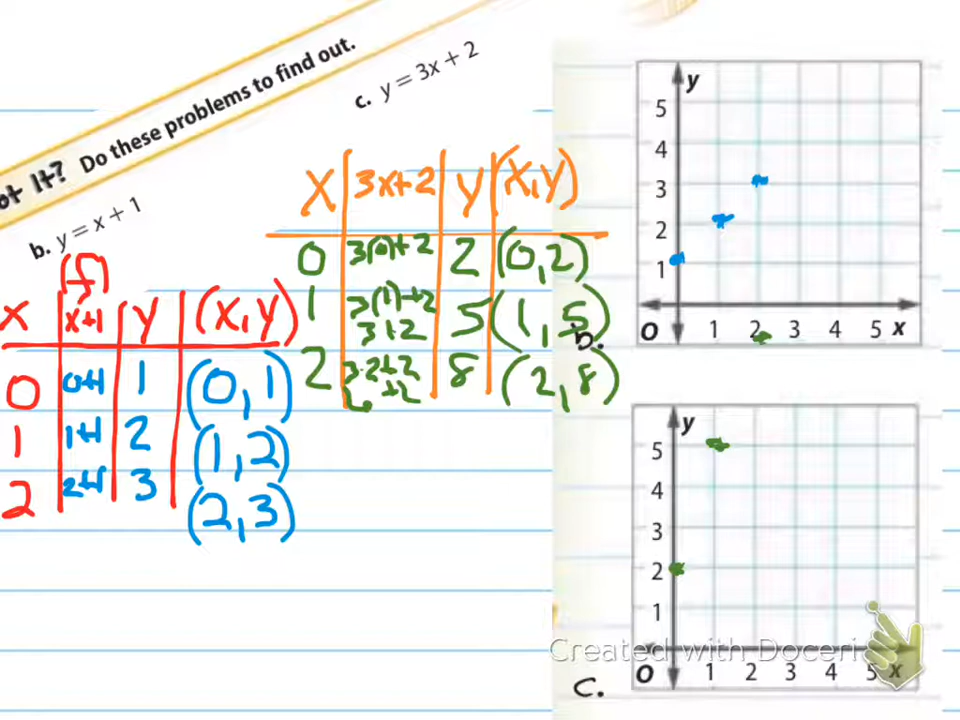 ot It? Do these problems to find out.
b. y = x + 1
c. y = 3x + 2
(f)
x x+1 y (x,y)
0 0+1 1 (0,1)
1 1+1 2 (1,2)
2 2+1 3 (2,3)
X 3x+2 y (x,y)
0 3(0)+2 2 (0,2)
1 3(1)+2 5 (1,5)
3+2
2 3·2+2 8 (2,8)
6 +2
b.
y
5
4
3
2
1
O 1 2 3 4 5 x
c.
y
5
4
3
2
1
O 1 2 3 4 5 x
Created with Doceri